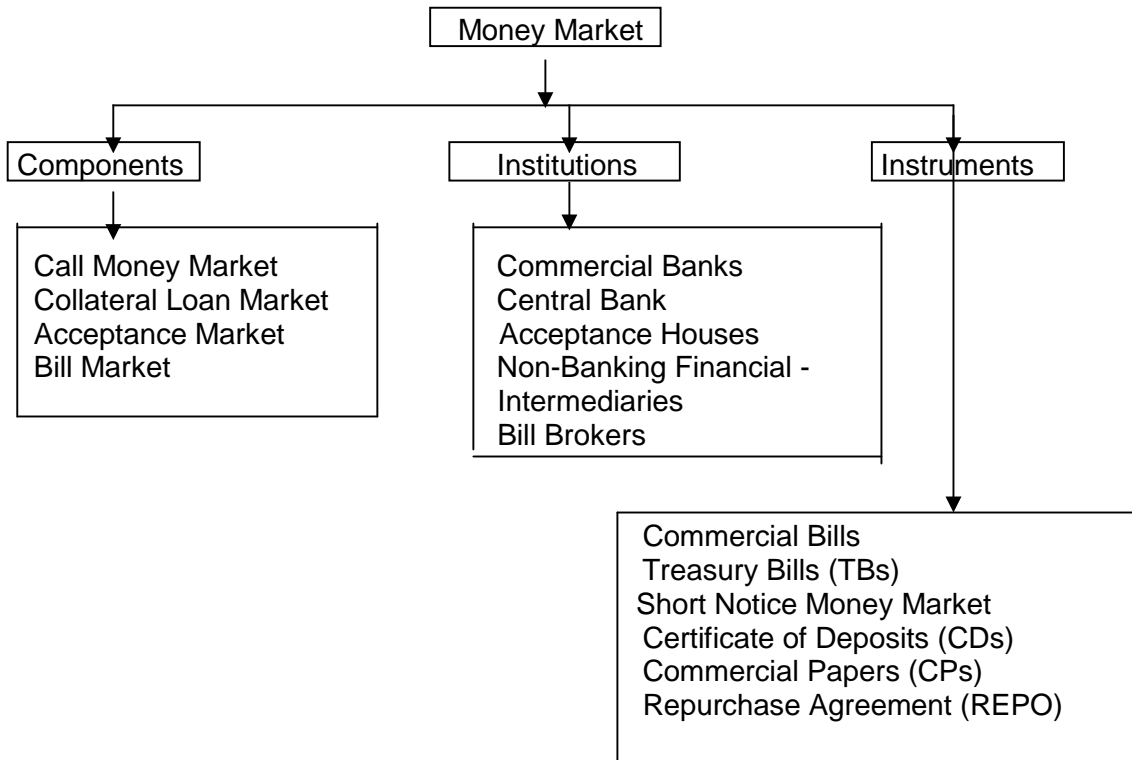 Money Market
Components
Institutions
Instruments
Call Money Market
Collateral Loan Market
Acceptance Market
Bill Market
Commercial Banks
Central Bank
Acceptance Houses
Non-Banking Financial -
Intermediaries
Bill Brokers
Commercial Bills
Treasury Bills (TBs)
Short Notice Money Market
Certificate of Deposits (CDs)
Commercial Papers (CPs)
Repurchase Agreement (REPO)